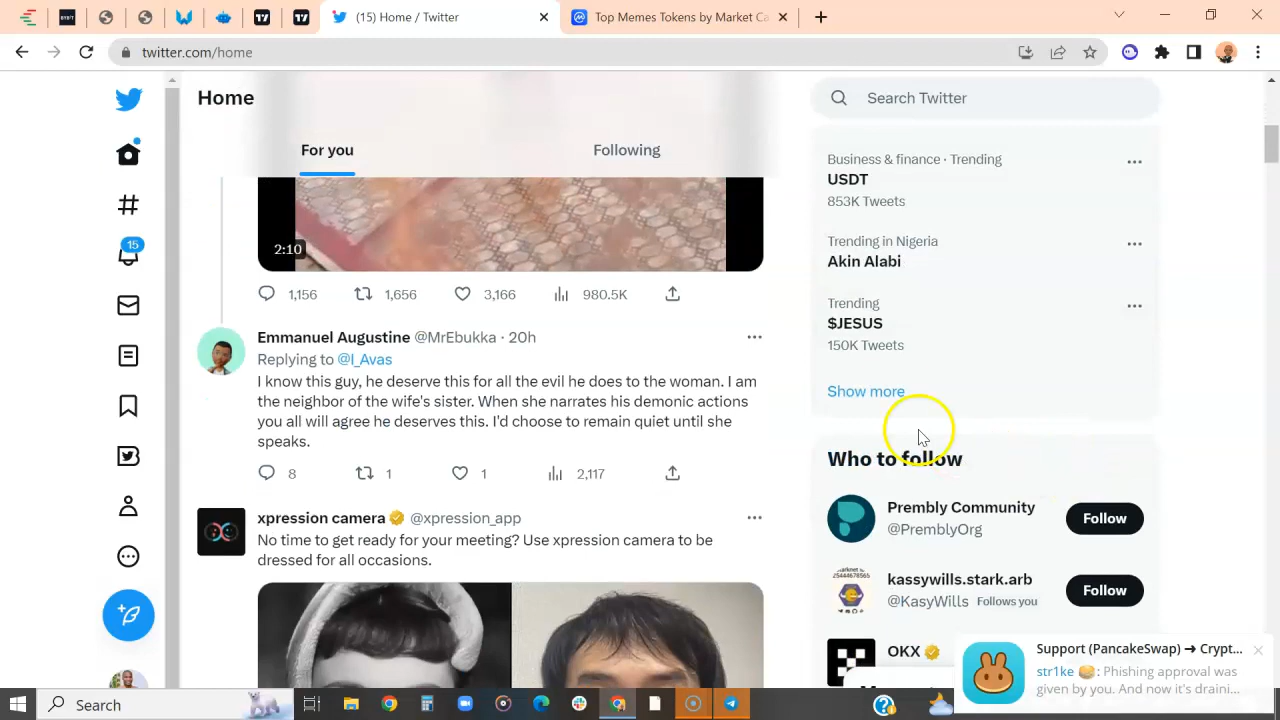 (15) Home / Twitter
Top Memes Tokens by Market Ca
twitter.com/home
Home
For you
Following
2:10
1,156
1,656
3,166
980.5K
Emmanuel Augustine @MrEbukka · 20h
Replying to @I_Avas
I know this guy, he deserve this for all the evil he does to the woman. I am
the neighbor of the wife's sister. When she narrates his demonic actions
you all will agree he deserves this. I'd choose to remain quiet until she
speaks.
8
1
1
2,117
xpression camera @xpression_app
No time to get ready for your meeting? Use xpression camera to be
dressed for all occasions.
15
Search Twitter
Business & finance · Trending
USDT
853K Tweets
Trending in Nigeria
Akin Alabi
Trending
$JESUS
150K Tweets
Show more
Who to follow
Prembly Community
@PremblyOrg
Follow
kassywills.stark.arb
@KasyWills Follows you
Follow
OKX
Support (PancakeSwap) ➜ Crypt...
str1ke 🥞: Phishing approval was
given by you. And now it's draini...
Search